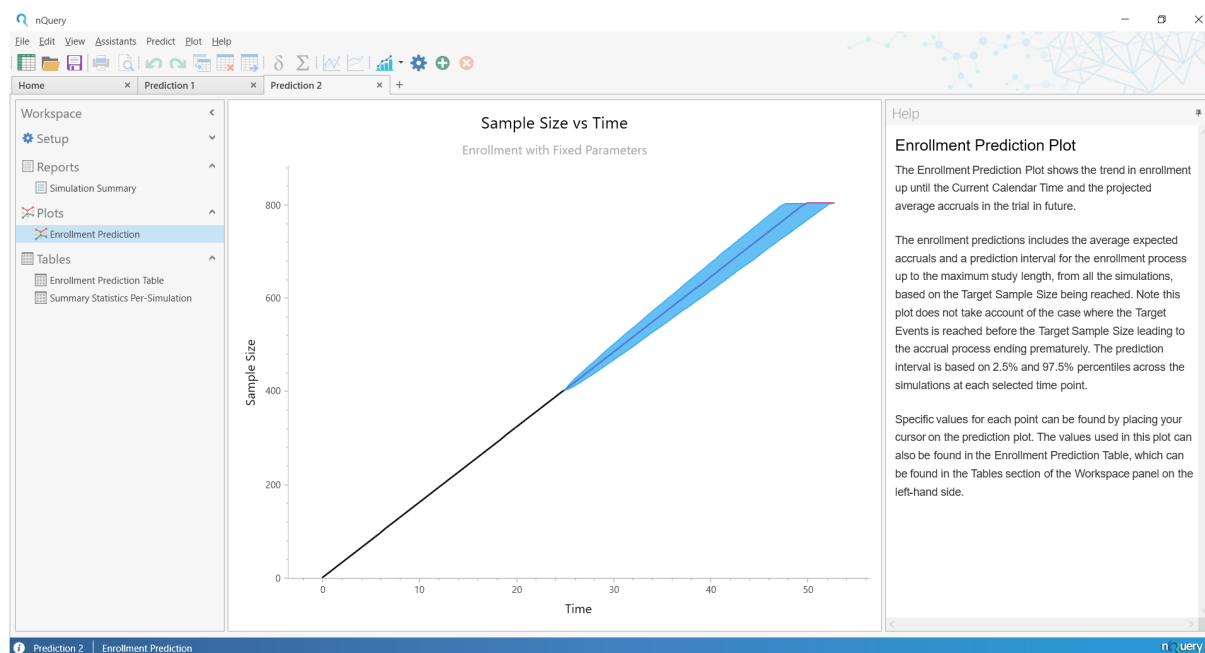 nQuery
File Edit View Assistants Predict Plot Help
δ Σ
Home × Prediction 1 × Prediction 2 × +
Workspace
Setup
Reports
Simulation Summary
Plots
Enrollment Prediction
Tables
Enrollment Prediction Table
Summary Statistics Per-Simulation
Sample Size vs Time
Enrollment with Fixed Parameters
Sample Size
800
600
400
200
0
0 10 20 30 40 50
Time
Help
Enrollment Prediction Plot
The Enrollment Prediction Plot shows the trend in enrollment
up until the Current Calendar Time and the projected
average accruals in the trial in future.
The enrollment predictions includes the average expected
accruals and a prediction interval for the enrollment process
up to the maximum study length, from all the simulations,
based on the Target Sample Size being reached. Note this
plot does not take account of the case where the Target
Events is reached before the Target Sample Size leading to
the accrual process ending prematurely. The prediction
interval is based on 2.5% and 97.5% percentiles across the
simulations at each selected time point.
Specific values for each point can be found by placing your
cursor on the prediction plot. The values used in this plot can
also be found in the Enrollment Prediction Table, which can
be found in the Tables section of the Workspace panel on the
left-hand side.
Prediction 2 | Enrollment Prediction
nQuery